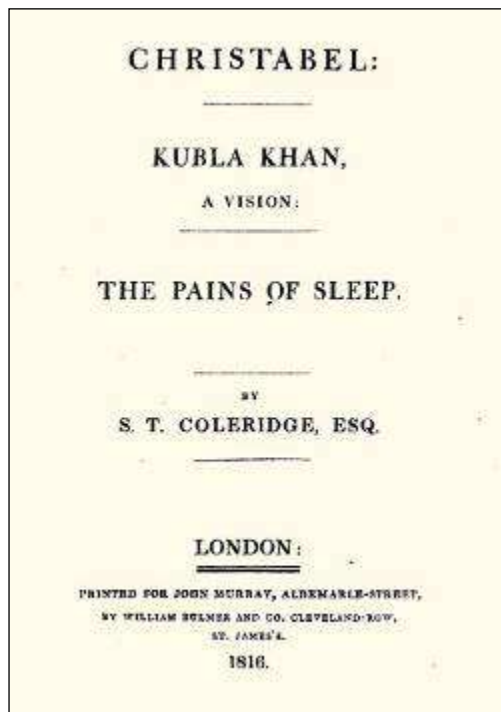 CHRISTABEL:
KUBLA KHAN,
A VISION:
THE PAINS OF SLEEP.
BY
S. T. COLERIDGE, ESQ.
LONDON:
PRINTED FOR JOHN MURRAY, ALBEMARLE-STREET,
BY WILLIAM BULMER AND CO. CLEVELAND-ROW,
ST. JAMES'S.
1816.